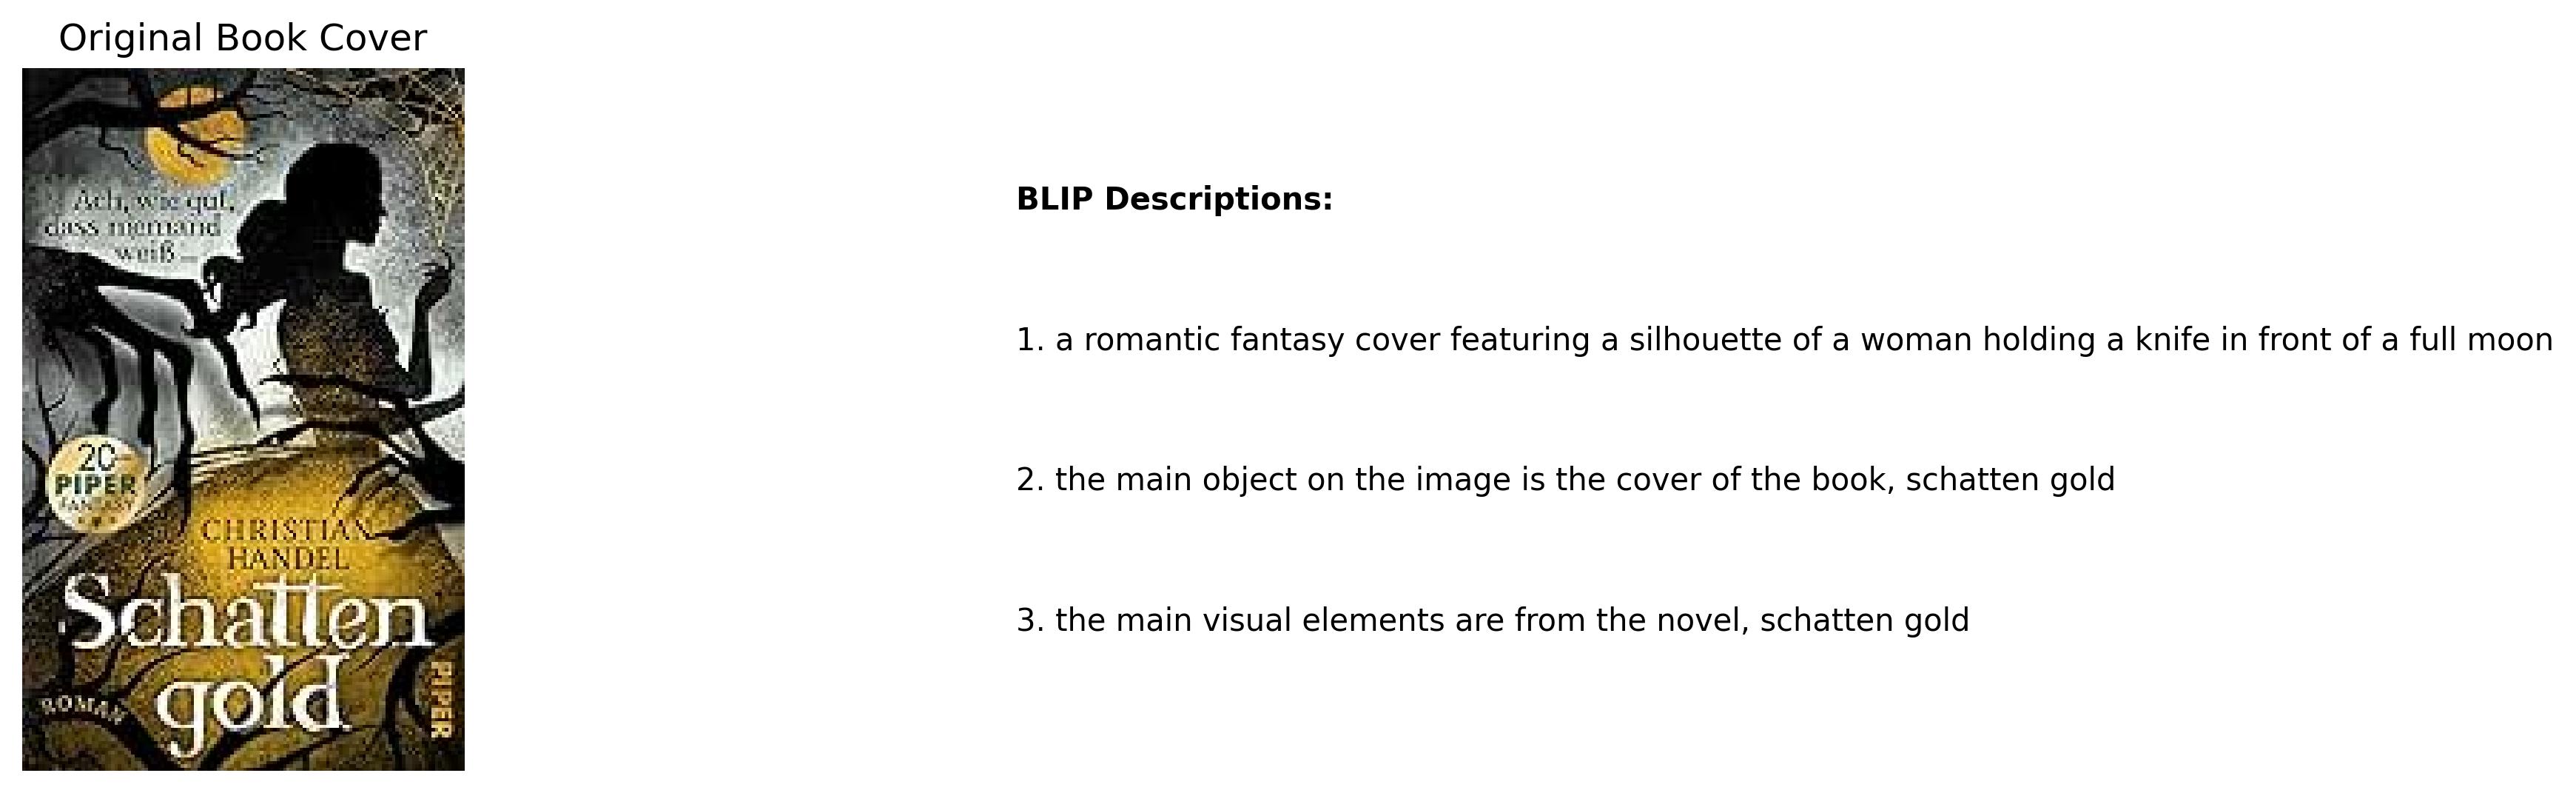 Original Book Cover
Ach, wie gut,
dass niemand
weiß ...
20
PIPER
FANTASY
CHRISTIAN
HANDEL
Schatten
gold
ROMAN
PIPER
BLIP Descriptions:
1. a romantic fantasy cover featuring a silhouette of a woman holding a knife in front of a full moon
2. the main object on the image is the cover of the book, schatten gold
3. the main visual elements are from the novel, schatten gold